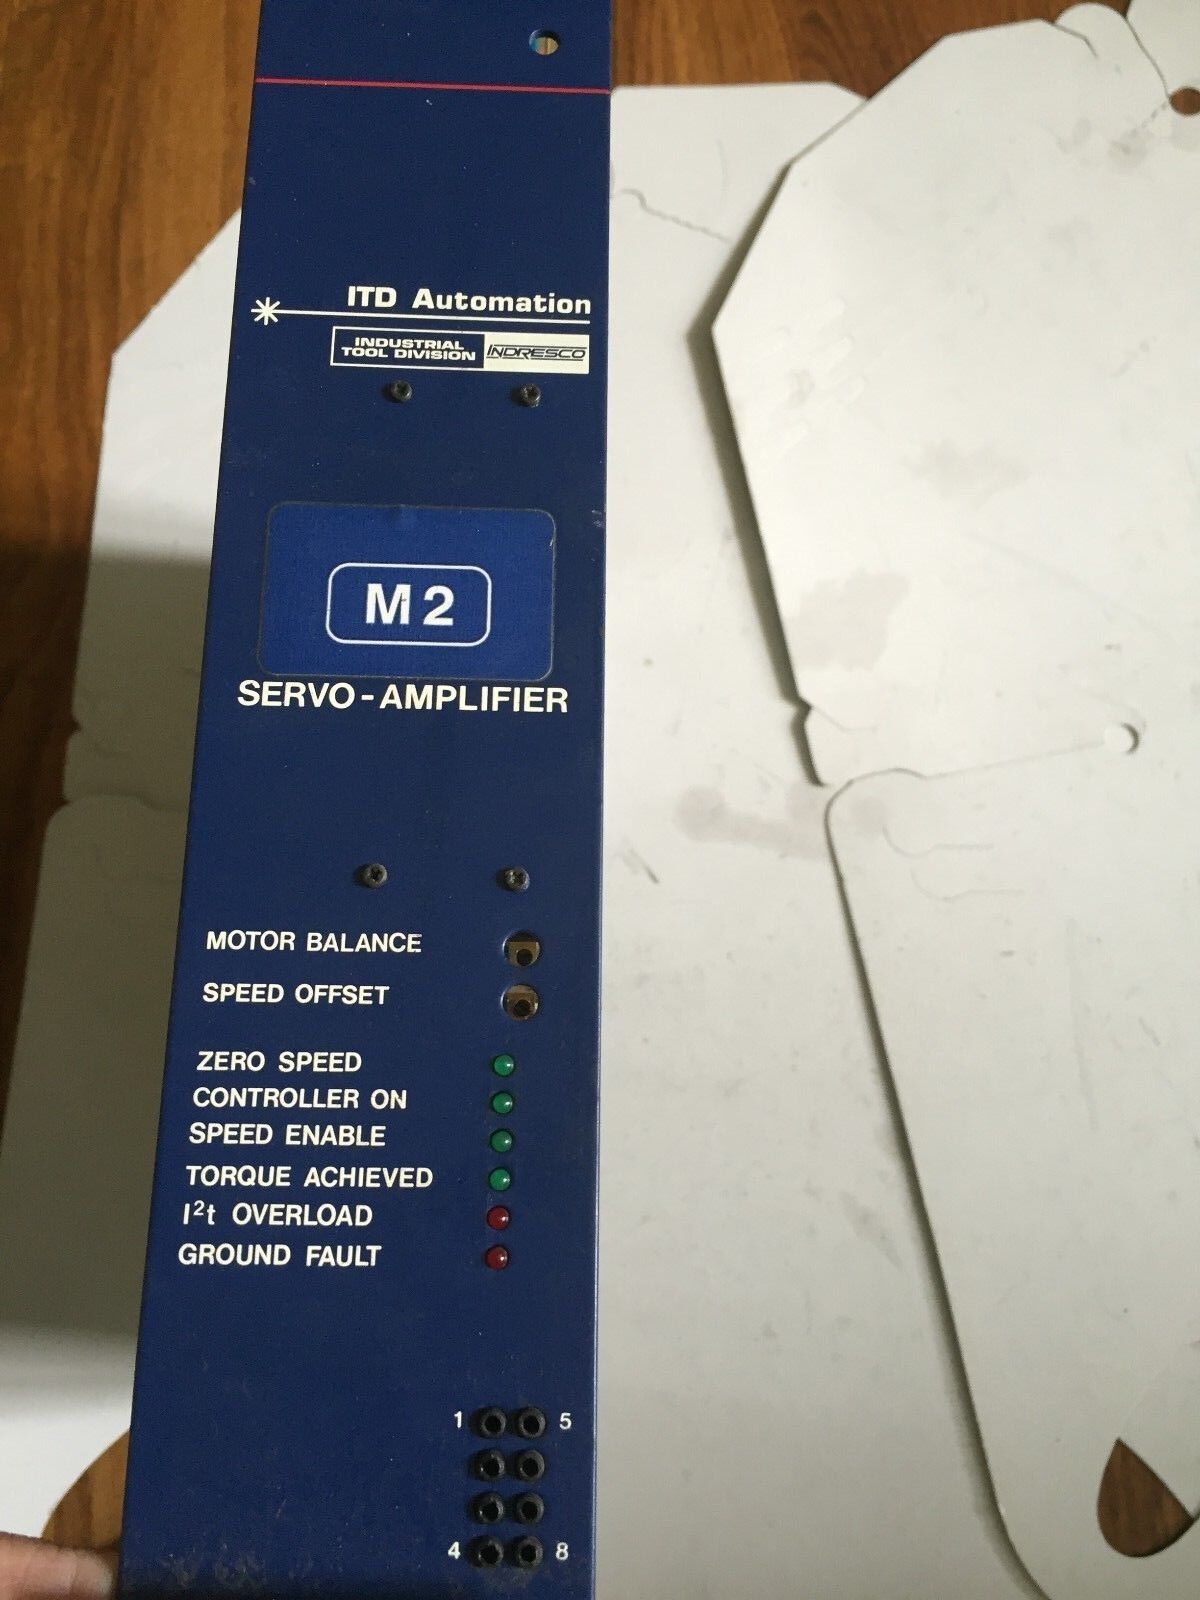 ITD Automation
INDUSTRIAL
TOOL DIVISION INDRESCO
M2
SERVO-AMPLIFIER
MOTOR BALANCE
SPEED OFFSET
ZERO SPEED
CONTROLLER ON
SPEED ENABLE
TORQUE ACHIEVED
I²t OVERLOAD
GROUND FAULT
1 5
4 8